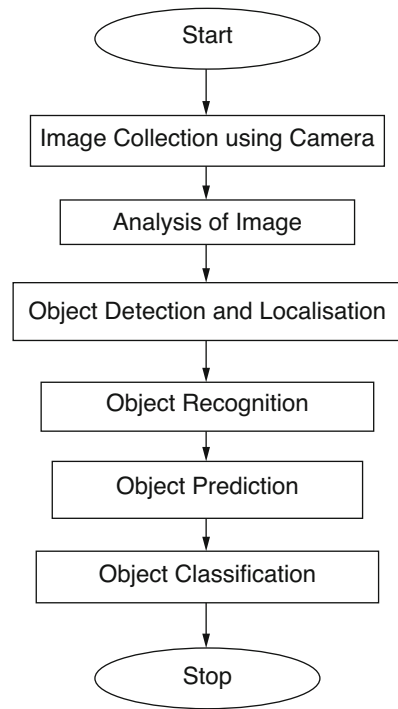 Start
Image Collection using Camera
Analysis of Image
Object Detection and Localisation
Object Recognition
Object Prediction
Object Classification
Stop